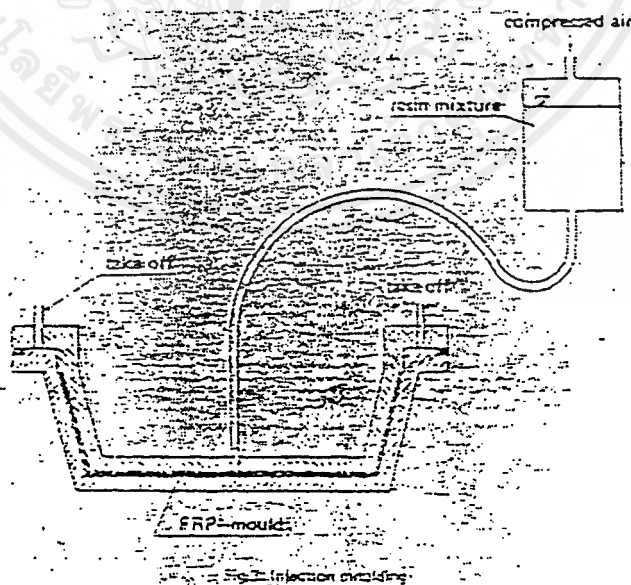 compressed air
resin mixture
take off
take off
FRP-mould
Injection moulding